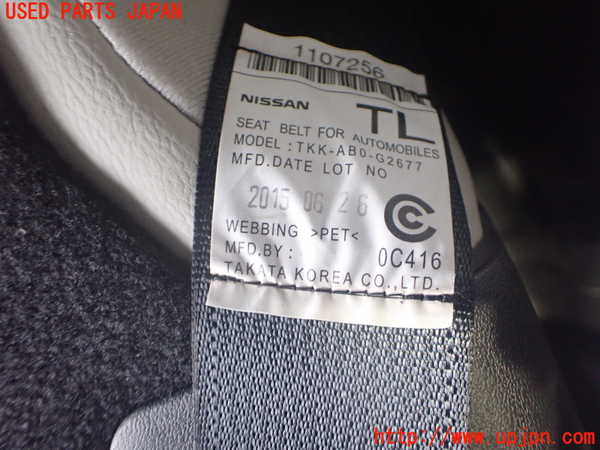 USED PARTS JAPAN
1107256
NISSAN TL
SEAT BELT FOR AUTOMOBILES
MODEL:TKK-AB0-G2677
MFD.DATE LOT NO
2015 06 26
WEBBING >PET<
MFD.BY: 0C416
TAKATA KOREA CO.,LTD.
http://www.upjpn.com